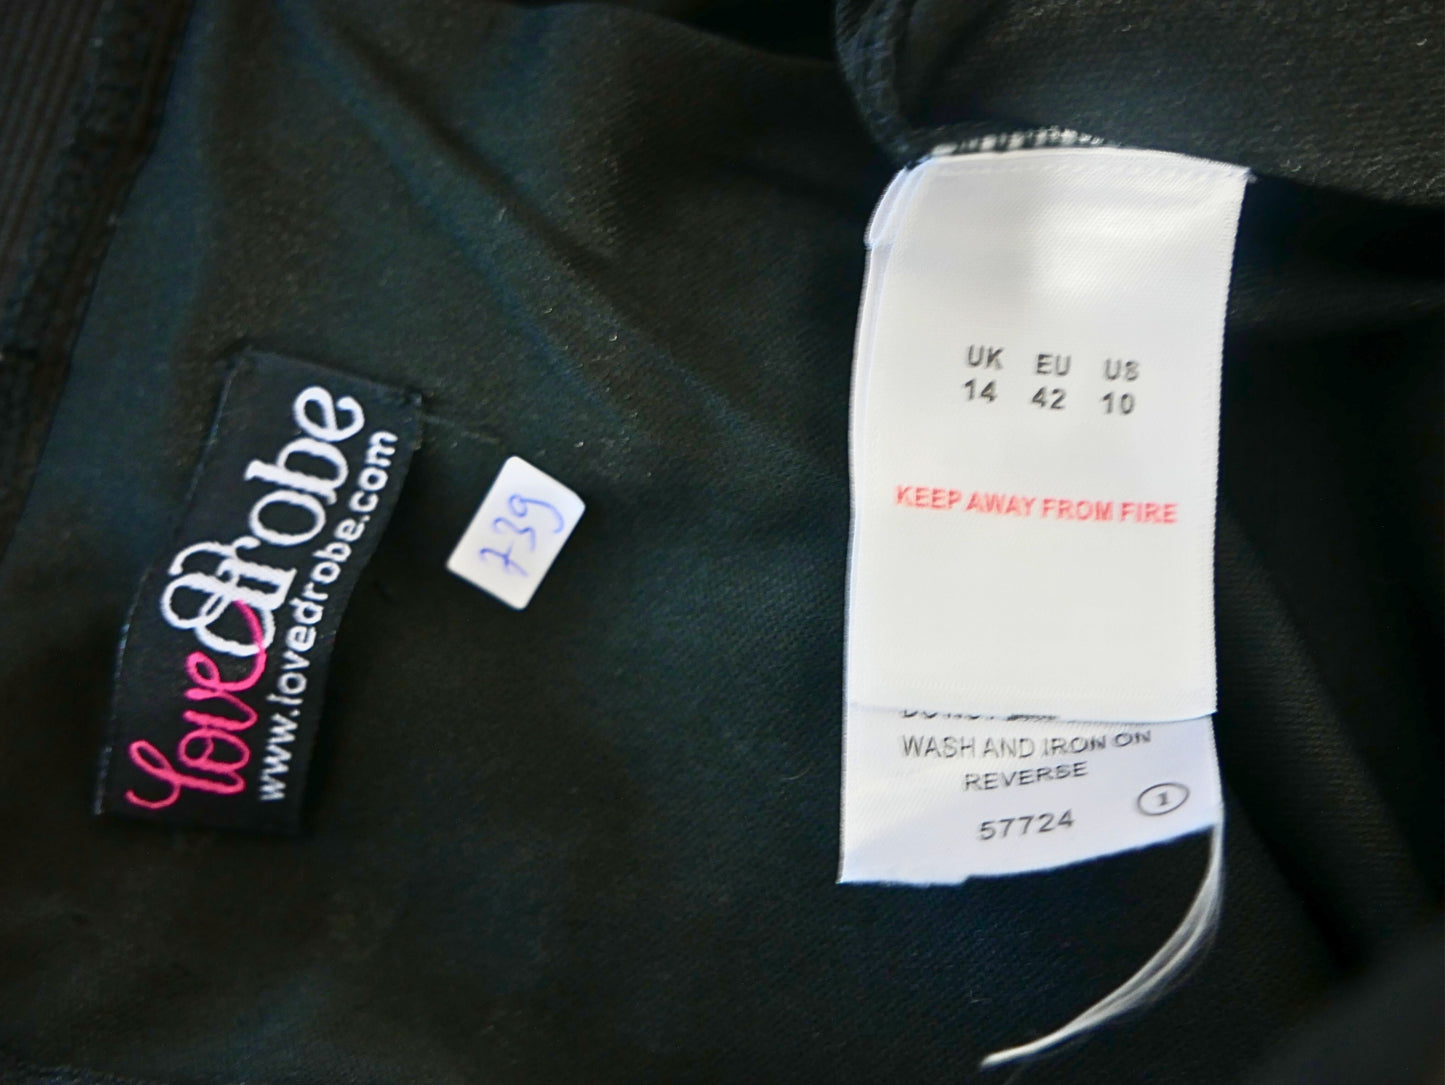 lovedrobe
www.lovedrobe.com
739
UK EU US
14 42 10
KEEP AWAY FROM FIRE
WASH AND IRON ON
REVERSE
57724
1